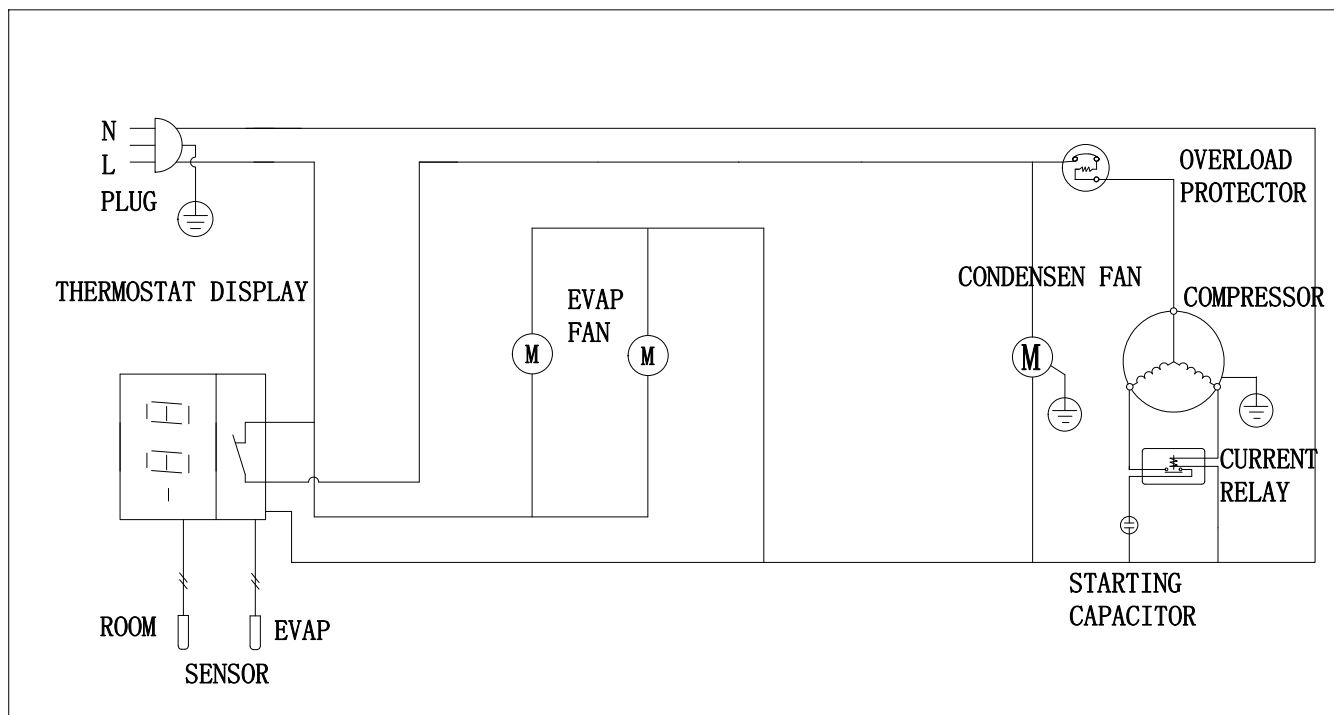 N
L
PLUG
OVERLOAD
PROTECTOR
THERMOSTAT DISPLAY
EVAP
FAN
CONDENSEN FAN
COMPRESSOR
M
M
M
CURRENT
RELAY
STARTING
CAPACITOR
ROOM
EVAP
SENSOR